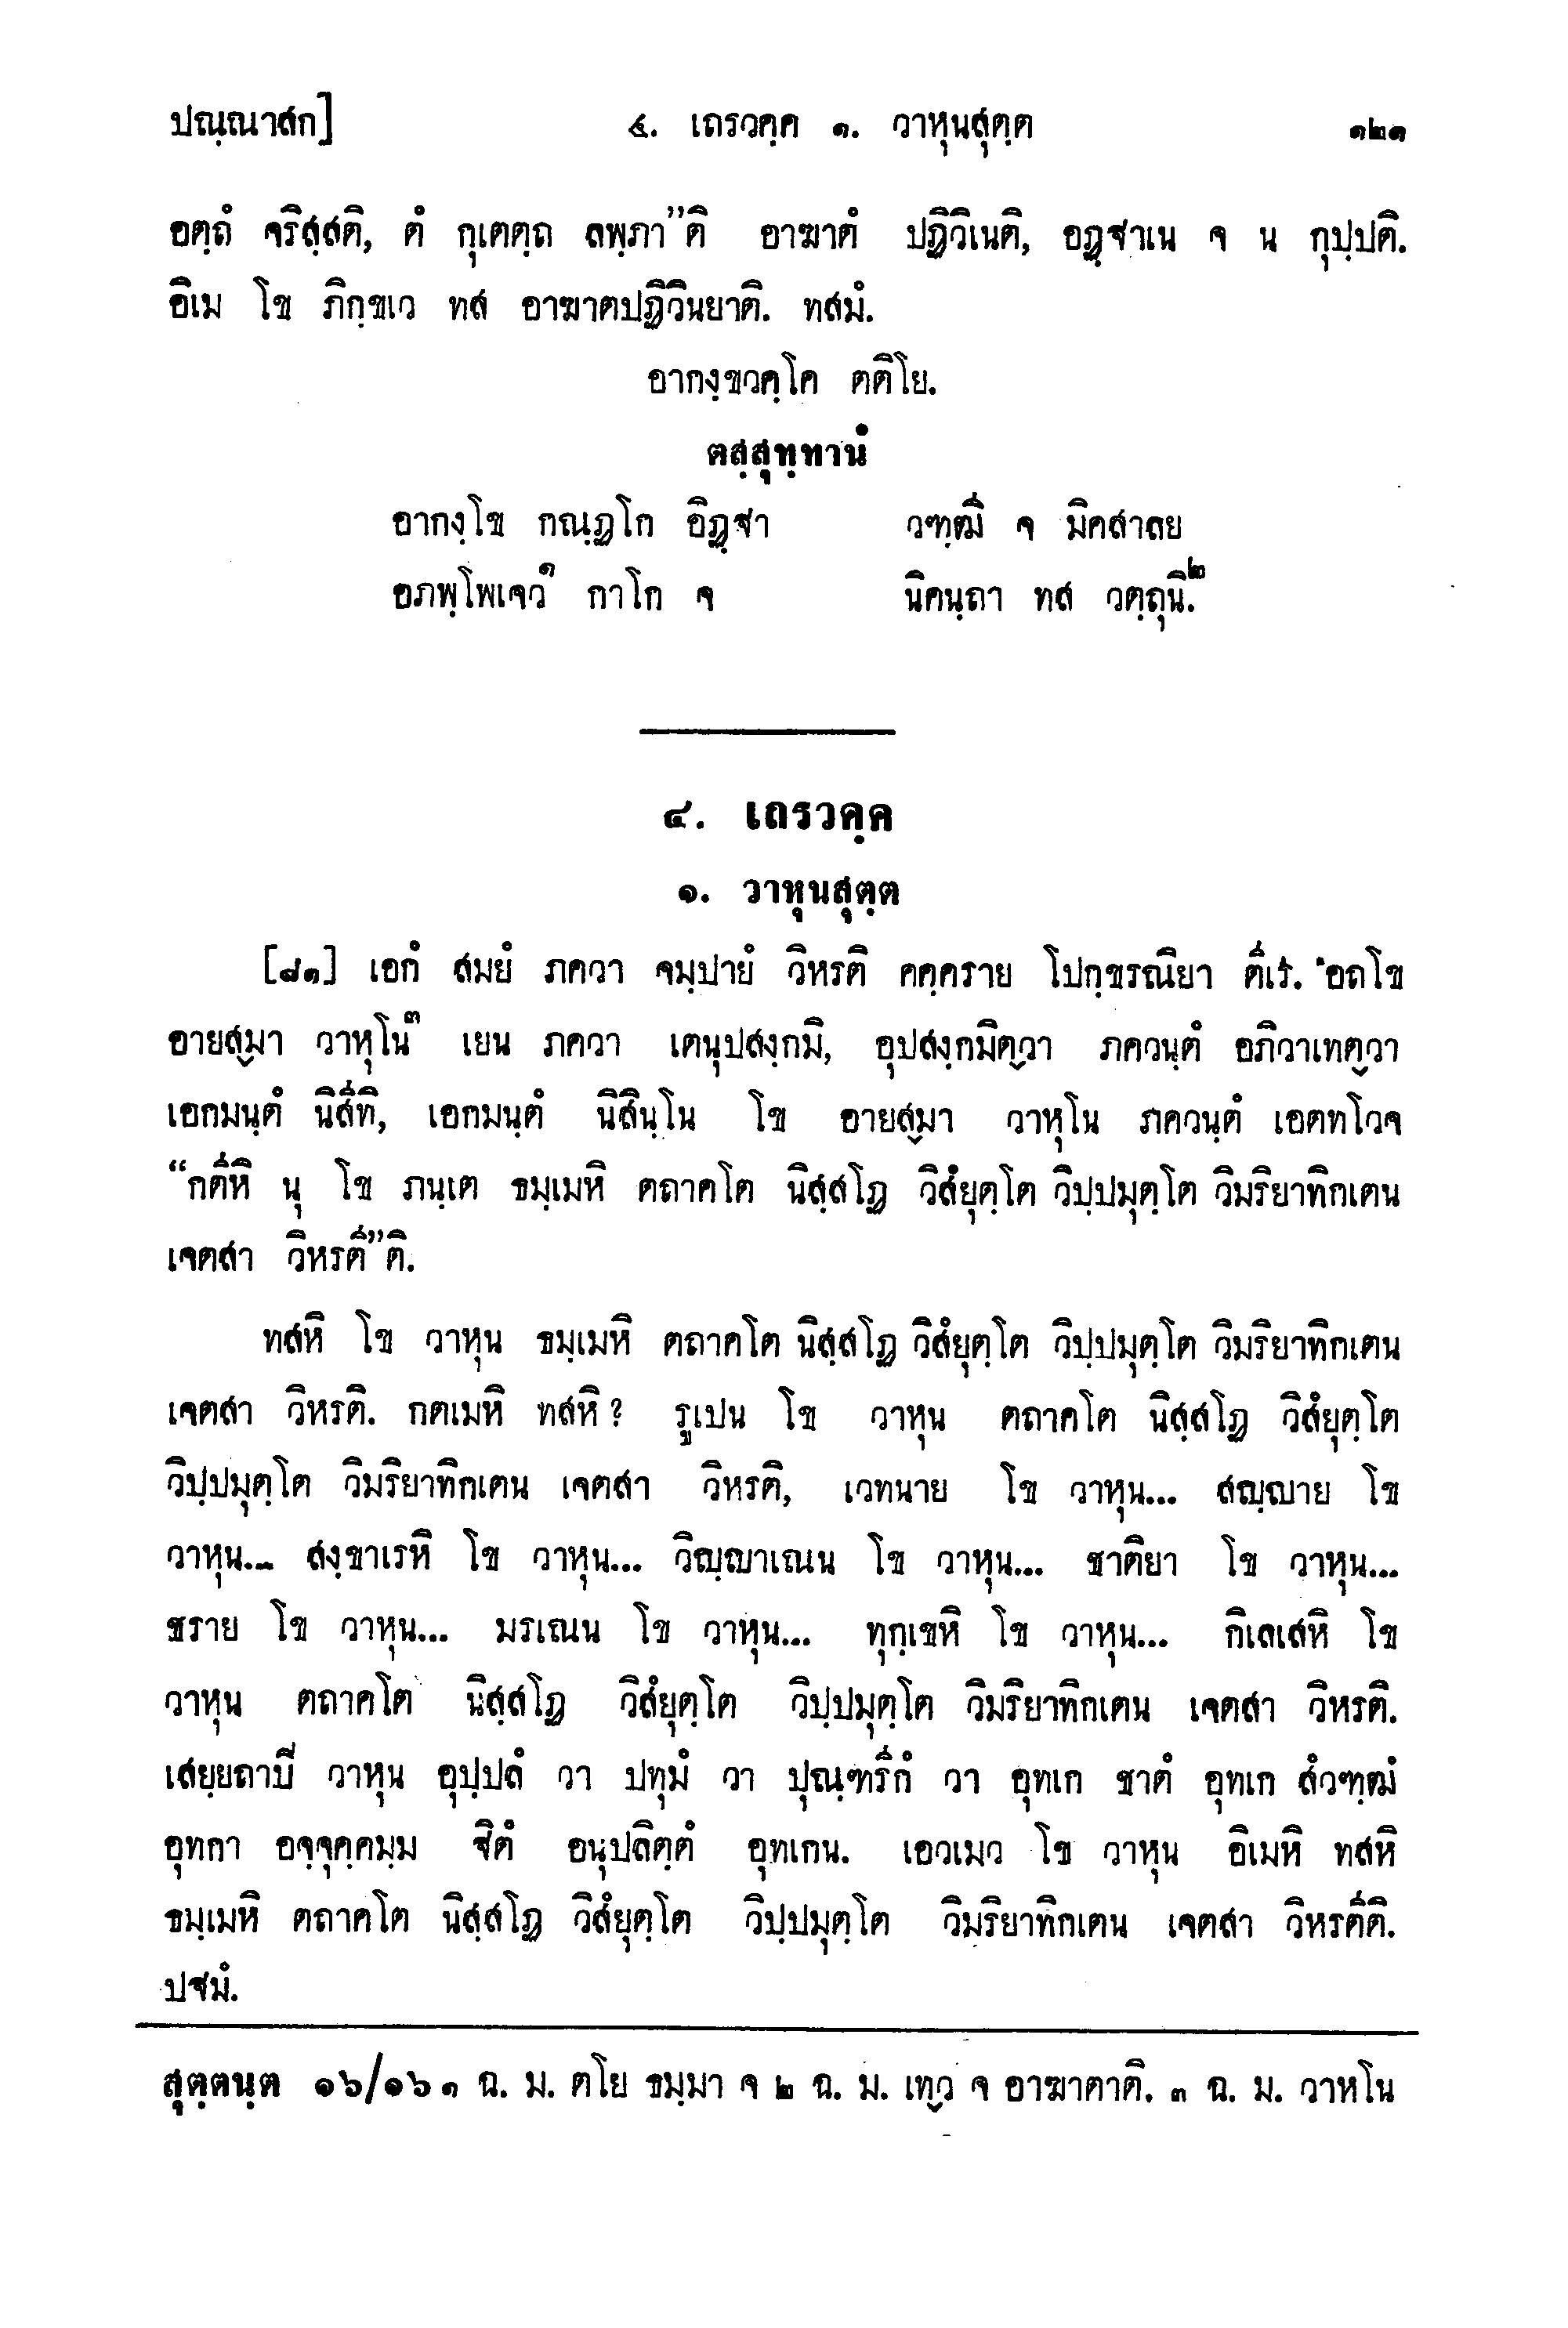 ปณฺณาสก] ๔. เถรวคฺค ๑. วาหุนสุตฺต ๑๒๑
อตฺถํ จริสฺสติ, ตํ กุเตตฺถ ลพฺภา”ติ อาฆาตํ ปฏิวิเนติ, อฏฺฐาเน จ น กุปฺปติ.
อิเม โข ภิกฺขเว ทส อาฆาตปฏิวินยาติ. ทสมํ.
อากงฺขวคฺโค ตติโย.
ตสฺสุทฺทานํ
อากงฺโข กณฺฏโก อิฏฺฐา วฑฺฒิ จ มิคสาลย
อภพฺโพเจว๑ กาโก จ นิคนฺถา ทส วตฺถุนิ.๒
๔. เถรวคฺค
๑. วาหุนสุตฺต
[๘๑] เอกํ สมยํ ภควา จมฺปายํ วิหรติ คคฺคราย โปกฺขรณิยา ตีเร. อถโข
อายสฺมา วาหุโน๓ เยน ภควา เตนุปสงฺกมิ, อุปสงฺกมิตฺวา ภควนฺตํ อภิวาเทตฺวา
เอกมนฺตํ นิสีทิ, เอกมนฺตํ นิสินฺโน โข อายสฺมา วาหุโน ภควนฺตํ เอตทโวจ
“กตีหิ นุ โข ภนฺเต ธมฺเมหิ ตถาคโต นิสฺสโฏ วิสํยุตฺโต วิปฺปมุตฺโต วิมริยาทิกเตน
เจตสา วิหรตี”ติ.
ทสหิ โข วาหุน ธมฺเมหิ ตถาคโต นิสฺสโฏ วิสํยุตฺโต วิปฺปมุตฺโต วิมริยาทิกเตน
เจตสา วิหรติ. กตเมหิ ทสหิ? รูเปน โข วาหุน ตถาคโต นิสฺสโฏ วิสํยุตฺโต
วิปฺปมุตฺโต วิมริยาทิกเตน เจตสา วิหรติ, เวทนาย โข วาหุน... สญฺญาย โข
วาหุน... สงฺขาเรหิ โข วาหุน... วิญฺญาเณน โข วาหุน... ชาติยา โข วาหุน...
ชราย โข วาหุน... มรเณน โข วาหุน... ทุกฺเขหิ โข วาหุน... กิเลเสหิ โข
วาหุน ตถาคโต นิสฺสโฏ วิสํยุตฺโต วิปฺปมุตฺโต วิมริยาทิกเตน เจตสา วิหรติ.
เสยฺยถาปิ วาหุน อุปฺปลํ วา ปทุมํ วา ปุณฺฑรีกํ วา อุทเก ชาตํ อุทเก สํวฑฺฒํ
อุทกา อจฺจุคฺคมฺม ฐิตํ อนุปลิตฺตํ อุทเกน. เอวเมว โข วาหุน อิเมหิ ทสหิ
ธมฺเมหิ ตถาคโต นิสฺสโฏ วิสํยุตฺโต วิปฺปมุตฺโต วิมริยาทิกเตน เจตสา วิหรตีติ.
ปฐมํ.
สุตฺตนฺต ๑๖/๑๖ ๑ ฉ. ม. ตโย ธมฺมา จ ๒ ฉ. ม. เทฺว จ อาฆาตาติ. ๓ ฉ. ม. วาหโน